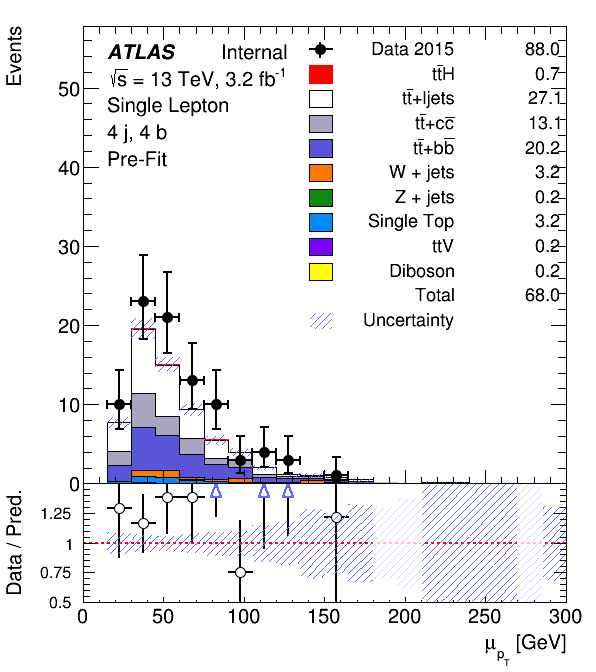 Events
ATLAS Internal
√s = 13 TeV, 3.2 fb⁻¹
Single Lepton
4 j, 4 b
Pre-Fit
Data 2015 88.0
tt̄H 0.7
tt̄+ljets 27.1
tt̄+cc̄ 13.1
tt̄+bb̄ 20.2
W + jets 3.2
Z + jets 0.2
Single Top 3.2
ttV 0.2
Diboson 0.2
Total 68.0
Uncertainty
50
40
30
20
10
0
Data / Pred.
1.25
1
0.75
0.5
0 50 100 150 200 250 300
μ_pT [GeV]